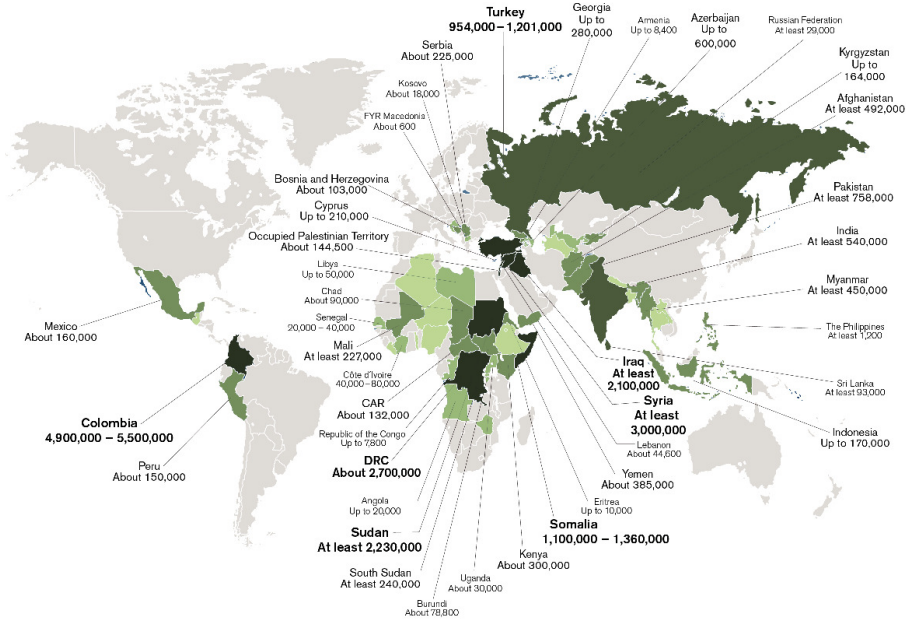 Turkey
954,000 – 1,201,000
Georgia
Up to
280,000
Armenia
Up to 8,400
Azerbaijan
Up to
600,000
Russian Federation
At least 29,000
Kyrgyzstan
Up to
164,000
Afghanistan
At least 492,000
Serbia
About 225,000
Kosovo
About 18,000
FYR Macedonia
About 600
Bosnia and Herzegovina
About 103,000
Cyprus
Up to 210,000
Occupied Palestinian Territory
About 144,500
Libys
Up to 50,000
Chad
About 90,000
Senegal
20,000 – 40,000
Mali
At least 227,000
Côte d'Ivoire
40,000 – 80,000
CAR
About 132,000
Republic of the Congo
Up to 7,800
DRC
About 2,700,000
Angola
Up to 20,000
Sudan
At least 2,230,000
South Sudan
At least 240,000
Burundi
About 78,800
Uganda
About 30,000
Kenya
About 300,000
Somalia
1,100,000 – 1,360,000
Eritrea
Up to 10,000
Yemen
About 385,000
Lebanon
About 44,600
Syria
At least
3,000,000
Iraq
At least
2,100,000
Pakistan
At least 758,000
India
At least 540,000
Myanmar
At least 450,000
The Philippines
At least 1,200
Sri Lanka
At least 93,000
Indonesia
Up to 170,000
Mexico
About 160,000
Colombia
4,900,000 – 5,500,000
Peru
About 150,000